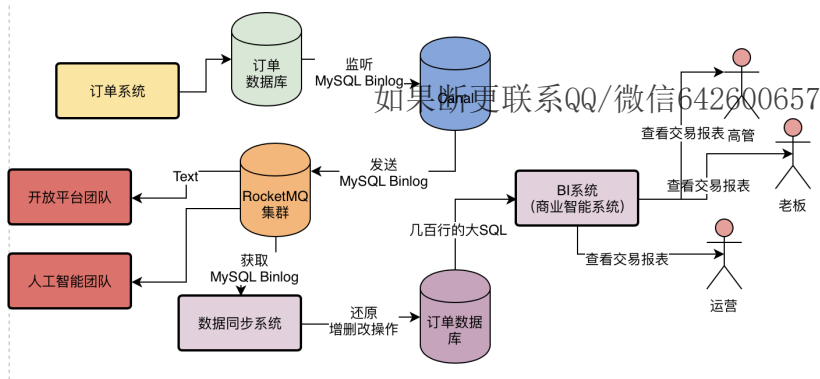 订单系统
订单
数据库
监听
MySQL Binlog
Canal
如果断更联系QQ/微信642600657
查看交易报表
高管
查看交易报表
老板
发送
MySQL Binlog
RocketMQ
集群
Text
开放平台团队
人工智能团队
BI系统
（商业智能系统）
几百行的大SQL
查看交易报表
运营
获取
MySQL Binlog
数据同步系统
还原
增删改操作
订单数据
库